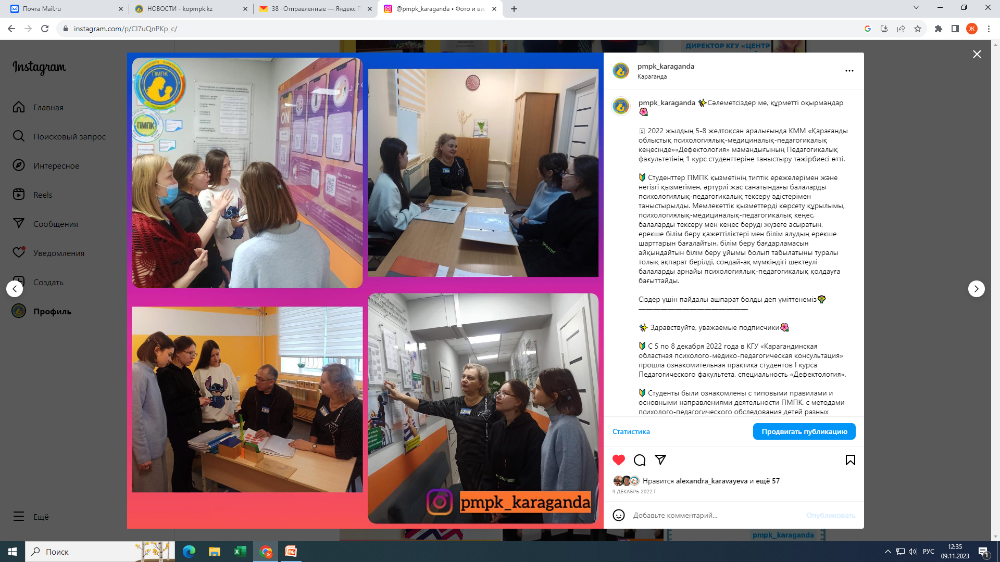 Почта Mail.ru
НОВОСТИ - kopmpk.kz
38 · Отправленные — Яндекс П
@pmpk_karaganda • Фото и ви
instagram.com/p/Cl7uQnPKp_c/
Ж
Instagram
Главная
Поисковый запрос
Интересное
Reels
Сообщения
Уведомления
Создать
Профиль
Ещё
ДИРЕКТОР КГУ «ЦЕНТР
ПМПК
ПМПК
ON
pmpk_karaganda
pmpk_karaganda
Караганда
pmpk_karaganda ✨Сәлеметсіздер ме, құрметті оқырмандар
🌺
🗓 2022 жылдың 5-8 желтоқсан аралығында КММ «Қарағанды
облыстық психологиялық-медициналық-педагогикалық
кеңесінде»«Дефектология» мамандығының Педагогикалық
факультетінің 1 курс студенттеріне таныстыру тәжірбиесі өтті.
🔰 Студенттер ПМПК қызметінің типтік ережелерімен және
негізгі қызметімен, әртүрлі жас санатындағы балаларды
психологиялық-педагогикалық тексеру әдістерімен
таныстырылды. Мемлекеттік қызметтерді көрсету құрылымы,
психологиялық-медициналық-педагогикалық кеңес,
балаларды тексеру мен кеңес беруді жүзеге асыратын,
ерекше білім беру қажеттіліктері мен білім алудың ерекше
шарттарын бағалайтын, білім беру бағдарламасын
айқындайтын білім беру ұйымы болып табылатыны туралы
толық ақпарат берілді, сондай-ақ мүмкіндігі шектеулі
балаларды арнайы психологиялық-педагогикалық қолдауға
бағыттайды.
Сіздер үшін пайдалы ашпарат болды деп үміттенеміз💐
——————————————
✨ Здравствуйте, уважаемые подписчики🌺
🔰 С 5 по 8 декабря 2022 года в КГУ «Карагандинская
областная психолого-медико-педагогическая консультация»
прошла ознакомительная практика студентов I курса
Педагогического факультета, специальность «Дефектология».
🔰 Студенты были ознакомлены с типовыми правилами и
основными направлениями деятельности ПМПК, с методами
психолого-педагогического обследования детей разных
Статистика
Продвигать публикацию
Нравится alexandra_karavayeva и ещё 57
9 ДЕКАБРЬ 2022 Г.
Добавьте комментарий...
Опубликовать
pmpk_karaganda
Поиск
РУС
12:35
09.11.2023
1